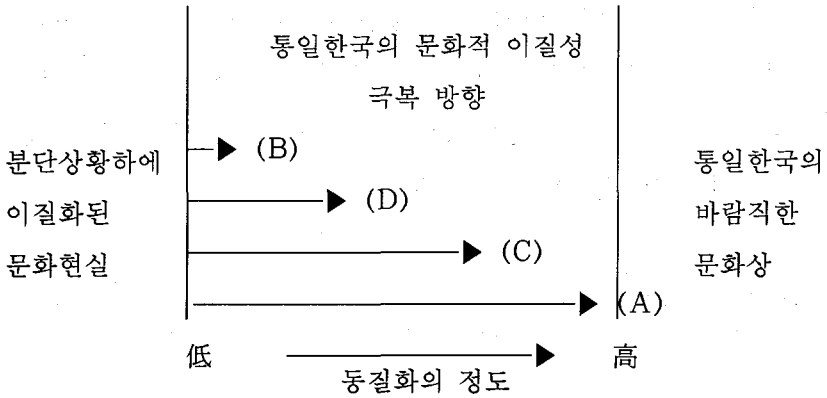 통일한국의 문화적 이질성
극복 방향
분단상황하에
이질화된
문화현실
(B)
(D)
(C)
(A)
통일한국의
바람직한
문화상
低
高
동질화의 정도